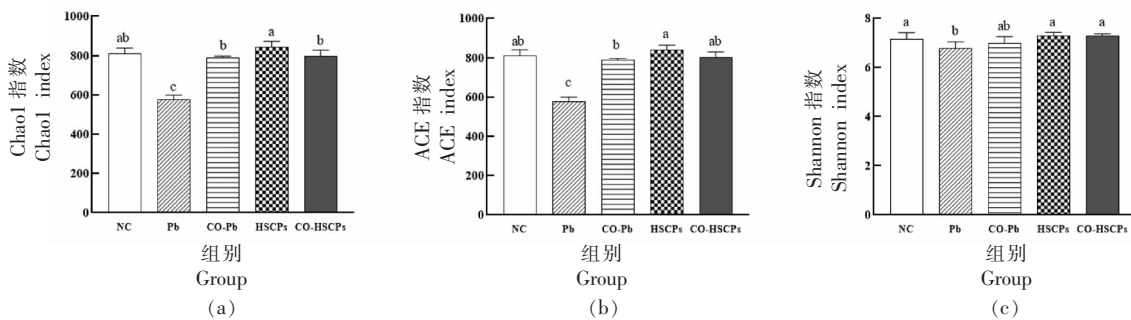 Chao1 指数
Chao1 index
1000
800
600
400
200
0
ab
c
b
a
b
NC Pb CO-Pb HSCPs CO-HSCPs
组别
Group
(a)
ACE 指数
ACE index
1000
800
600
400
200
0
ab
c
b
a
ab
NC Pb CO-Pb HSCPs CO-HSCPs
组别
Group
(b)
Shannon 指数
Shannon index
8
6
4
2
0
a
b
ab
a
a
NC Pb CO-Pb HSCPs CO-HSCPs
组别
Group
(c)